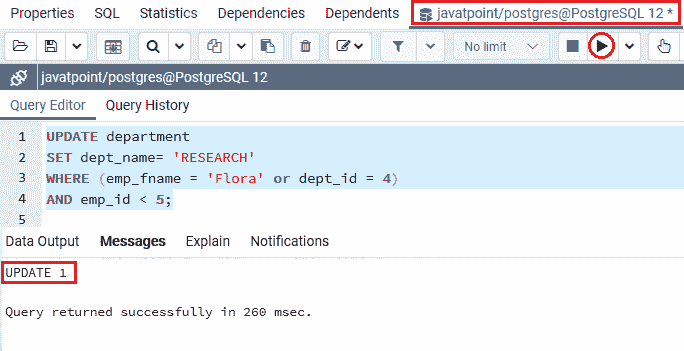 Properties SQL Statistics Dependencies Dependents javatpoint/postgres@PostgreSQL 12 *
No limit
javatpoint/postgres@PostgreSQL 12
Query Editor Query History
1 UPDATE department
2 SET dept_name= 'RESEARCH'
3 WHERE (emp_fname = 'Flora' or dept_id = 4)
4 AND emp_id < 5;
5
Data Output Messages Explain Notifications
UPDATE 1
Query returned successfully in 260 msec.